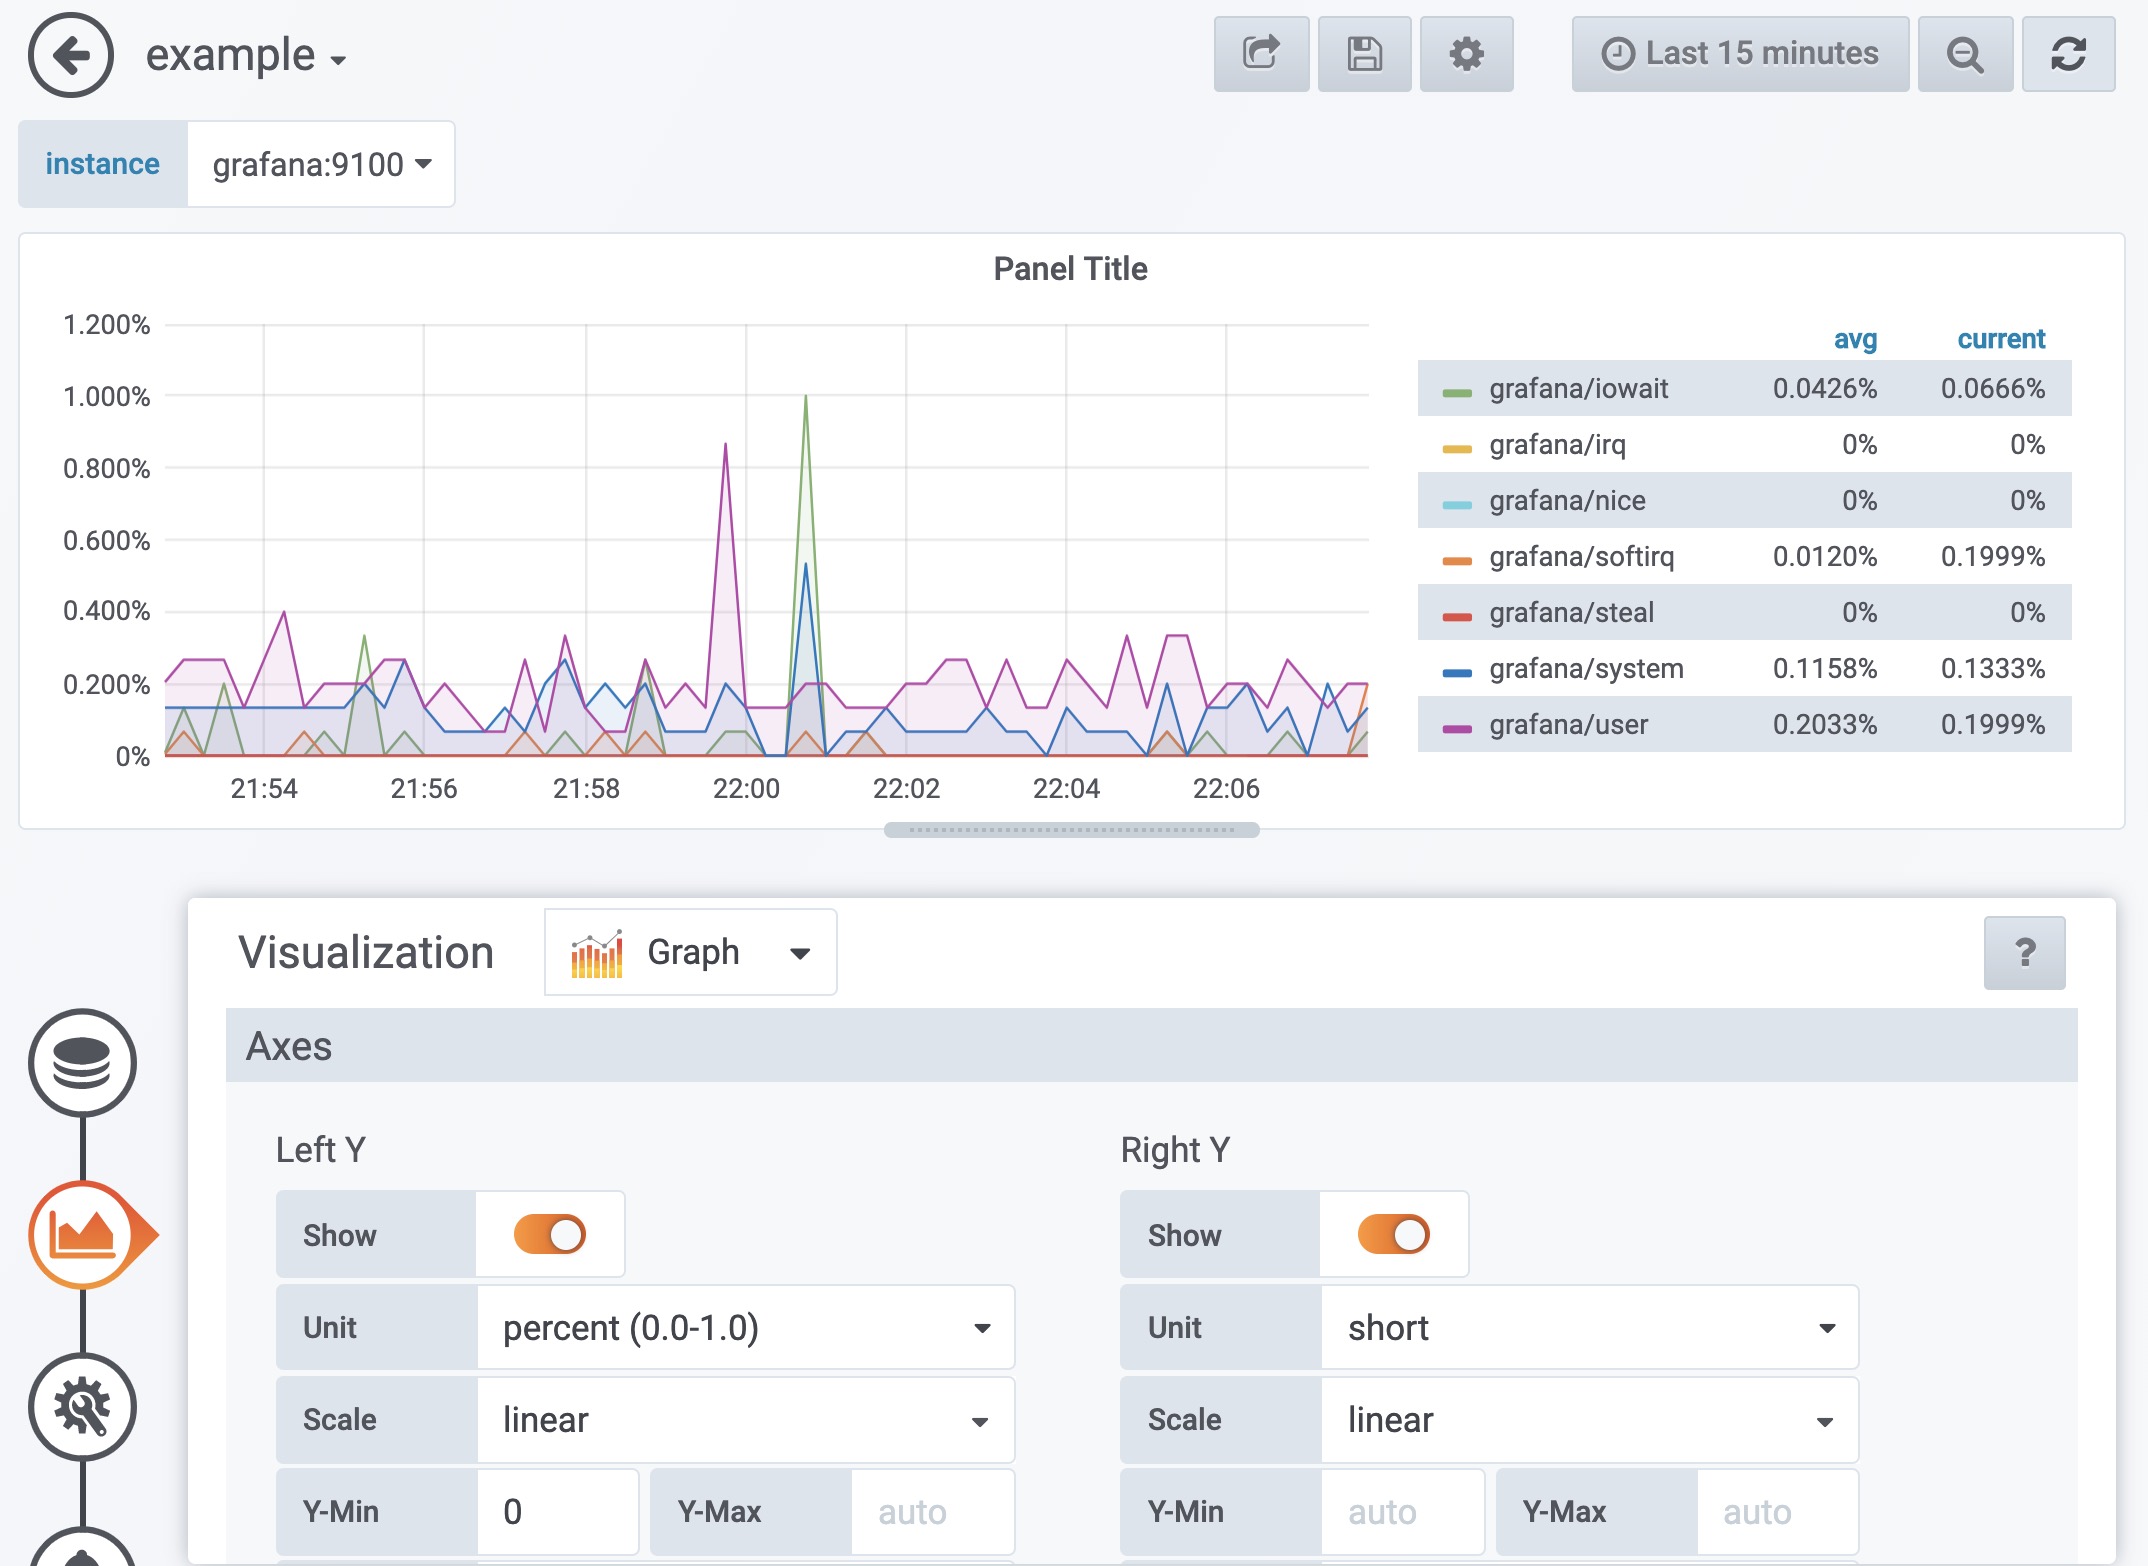 example
Last 15 minutes
instance grafana:9100
Panel Title
1.200%
1.000%
0.800%
0.600%
0.400%
0.200%
0%
21:54 21:56 21:58 22:00 22:02 22:04 22:06
avg current
grafana/iowait 0.0426% 0.0666%
grafana/irq 0% 0%
grafana/nice 0% 0%
grafana/softirq 0.0120% 0.1999%
grafana/steal 0% 0%
grafana/system 0.1158% 0.1333%
grafana/user 0.2033% 0.1999%
Visualization Graph ?
Axes
Left Y
Show
Unit percent (0.0-1.0)
Scale linear
Y-Min 0 Y-Max auto
Right Y
Show
Unit short
Scale linear
Y-Min auto Y-Max auto